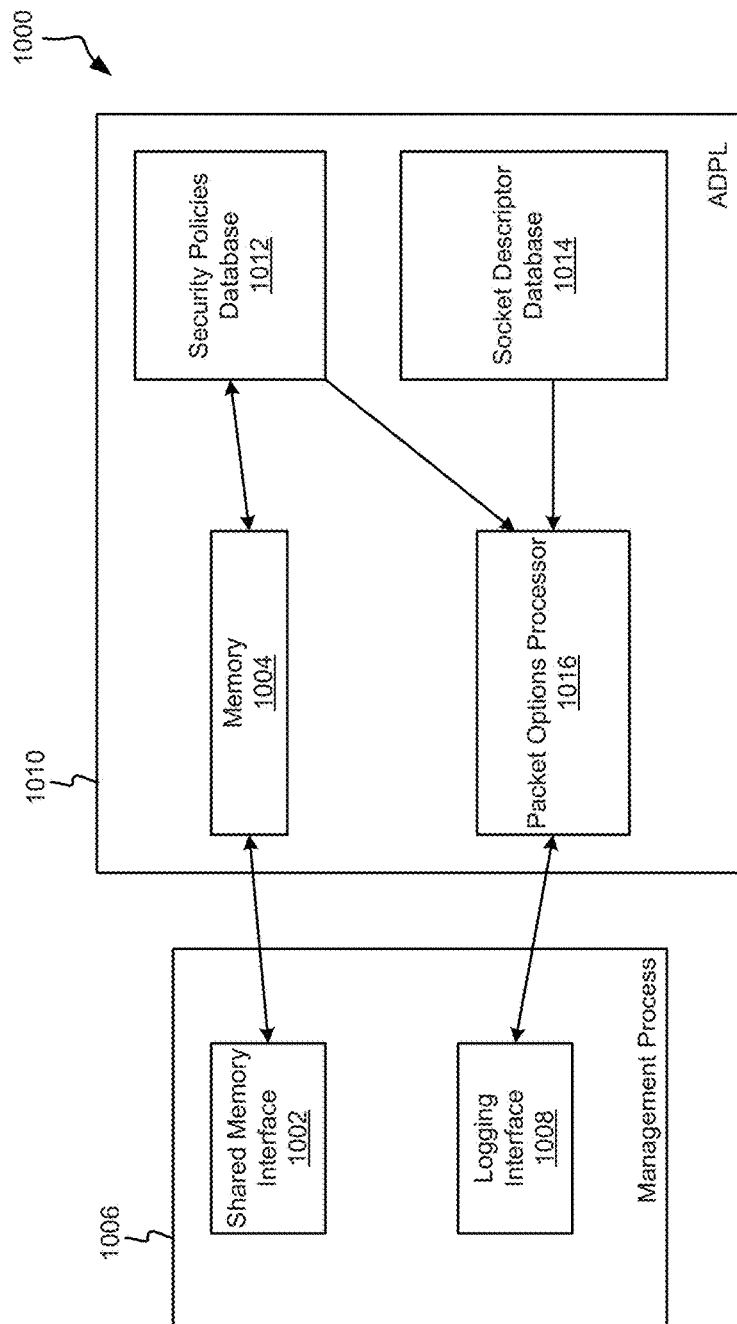 1000
1010
1006
Security Policies
Database
1012
Socket Descriptor
Database
1014
ADPL
Memory
1004
Packet Options Processor
1016
Shared Memory
Interface
1002
Logging
Interface
1008
Management Process